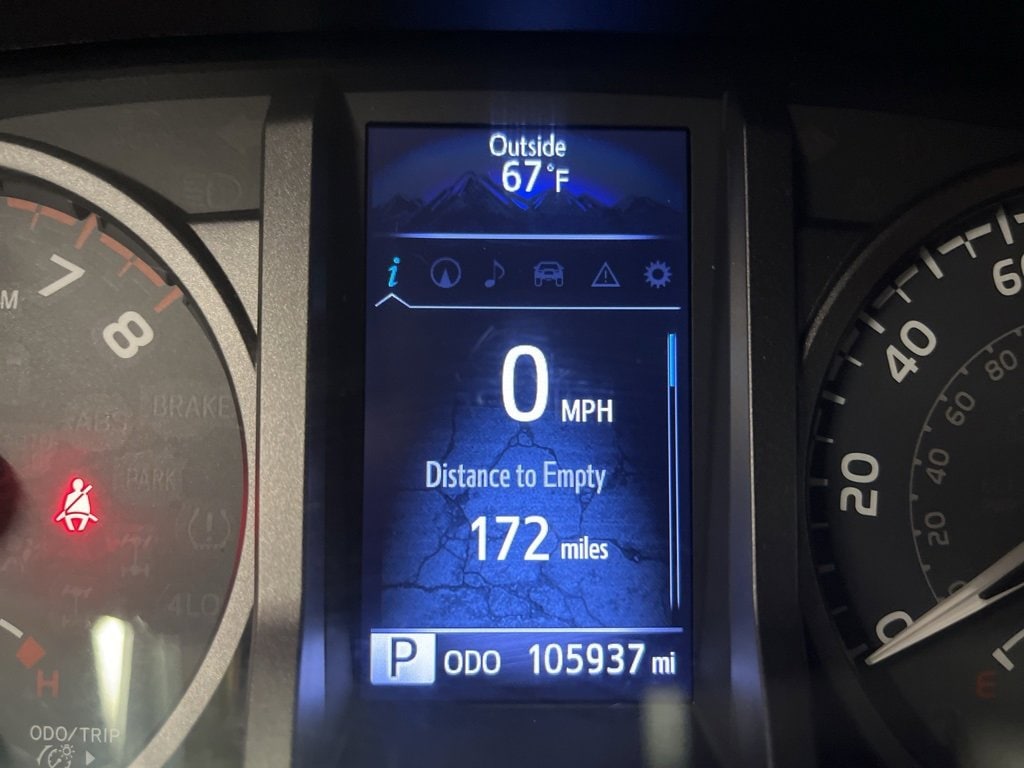 Outside
67°F
i
0 MPH
Distance to Empty
172 miles
P ODO 105937 mi
7
8
ABS
BRAKE
PARK
4LO
H
ODO/TRIP
60
40
20
0
80
60
40
20
E